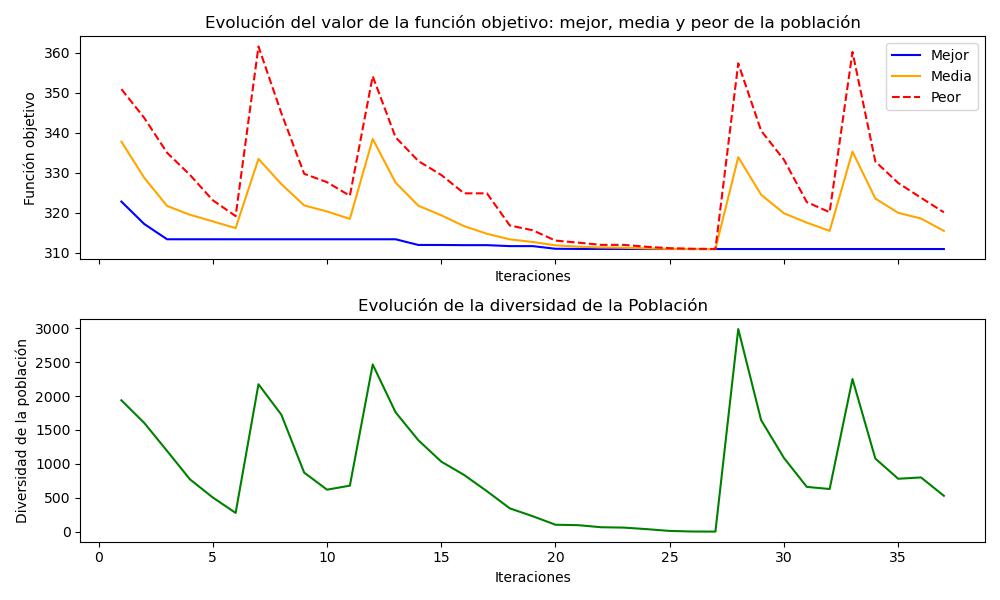 Evolución del valor de la función objetivo: mejor, media y peor de la población
Función objetivo
360
350
340
330
320
310
Mejor
Media
Peor
Iteraciones
Evolución de la diversidad de la Población
Diversidad de la población
3000
2500
2000
1500
1000
500
0
0 5 10 15 20 25 30 35
Iteraciones